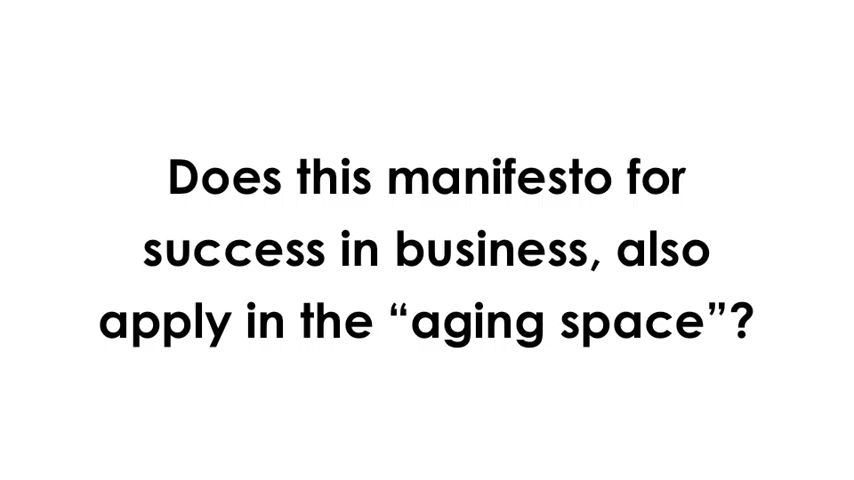 Does this manifesto for
success in business, also
apply in the “aging space”?